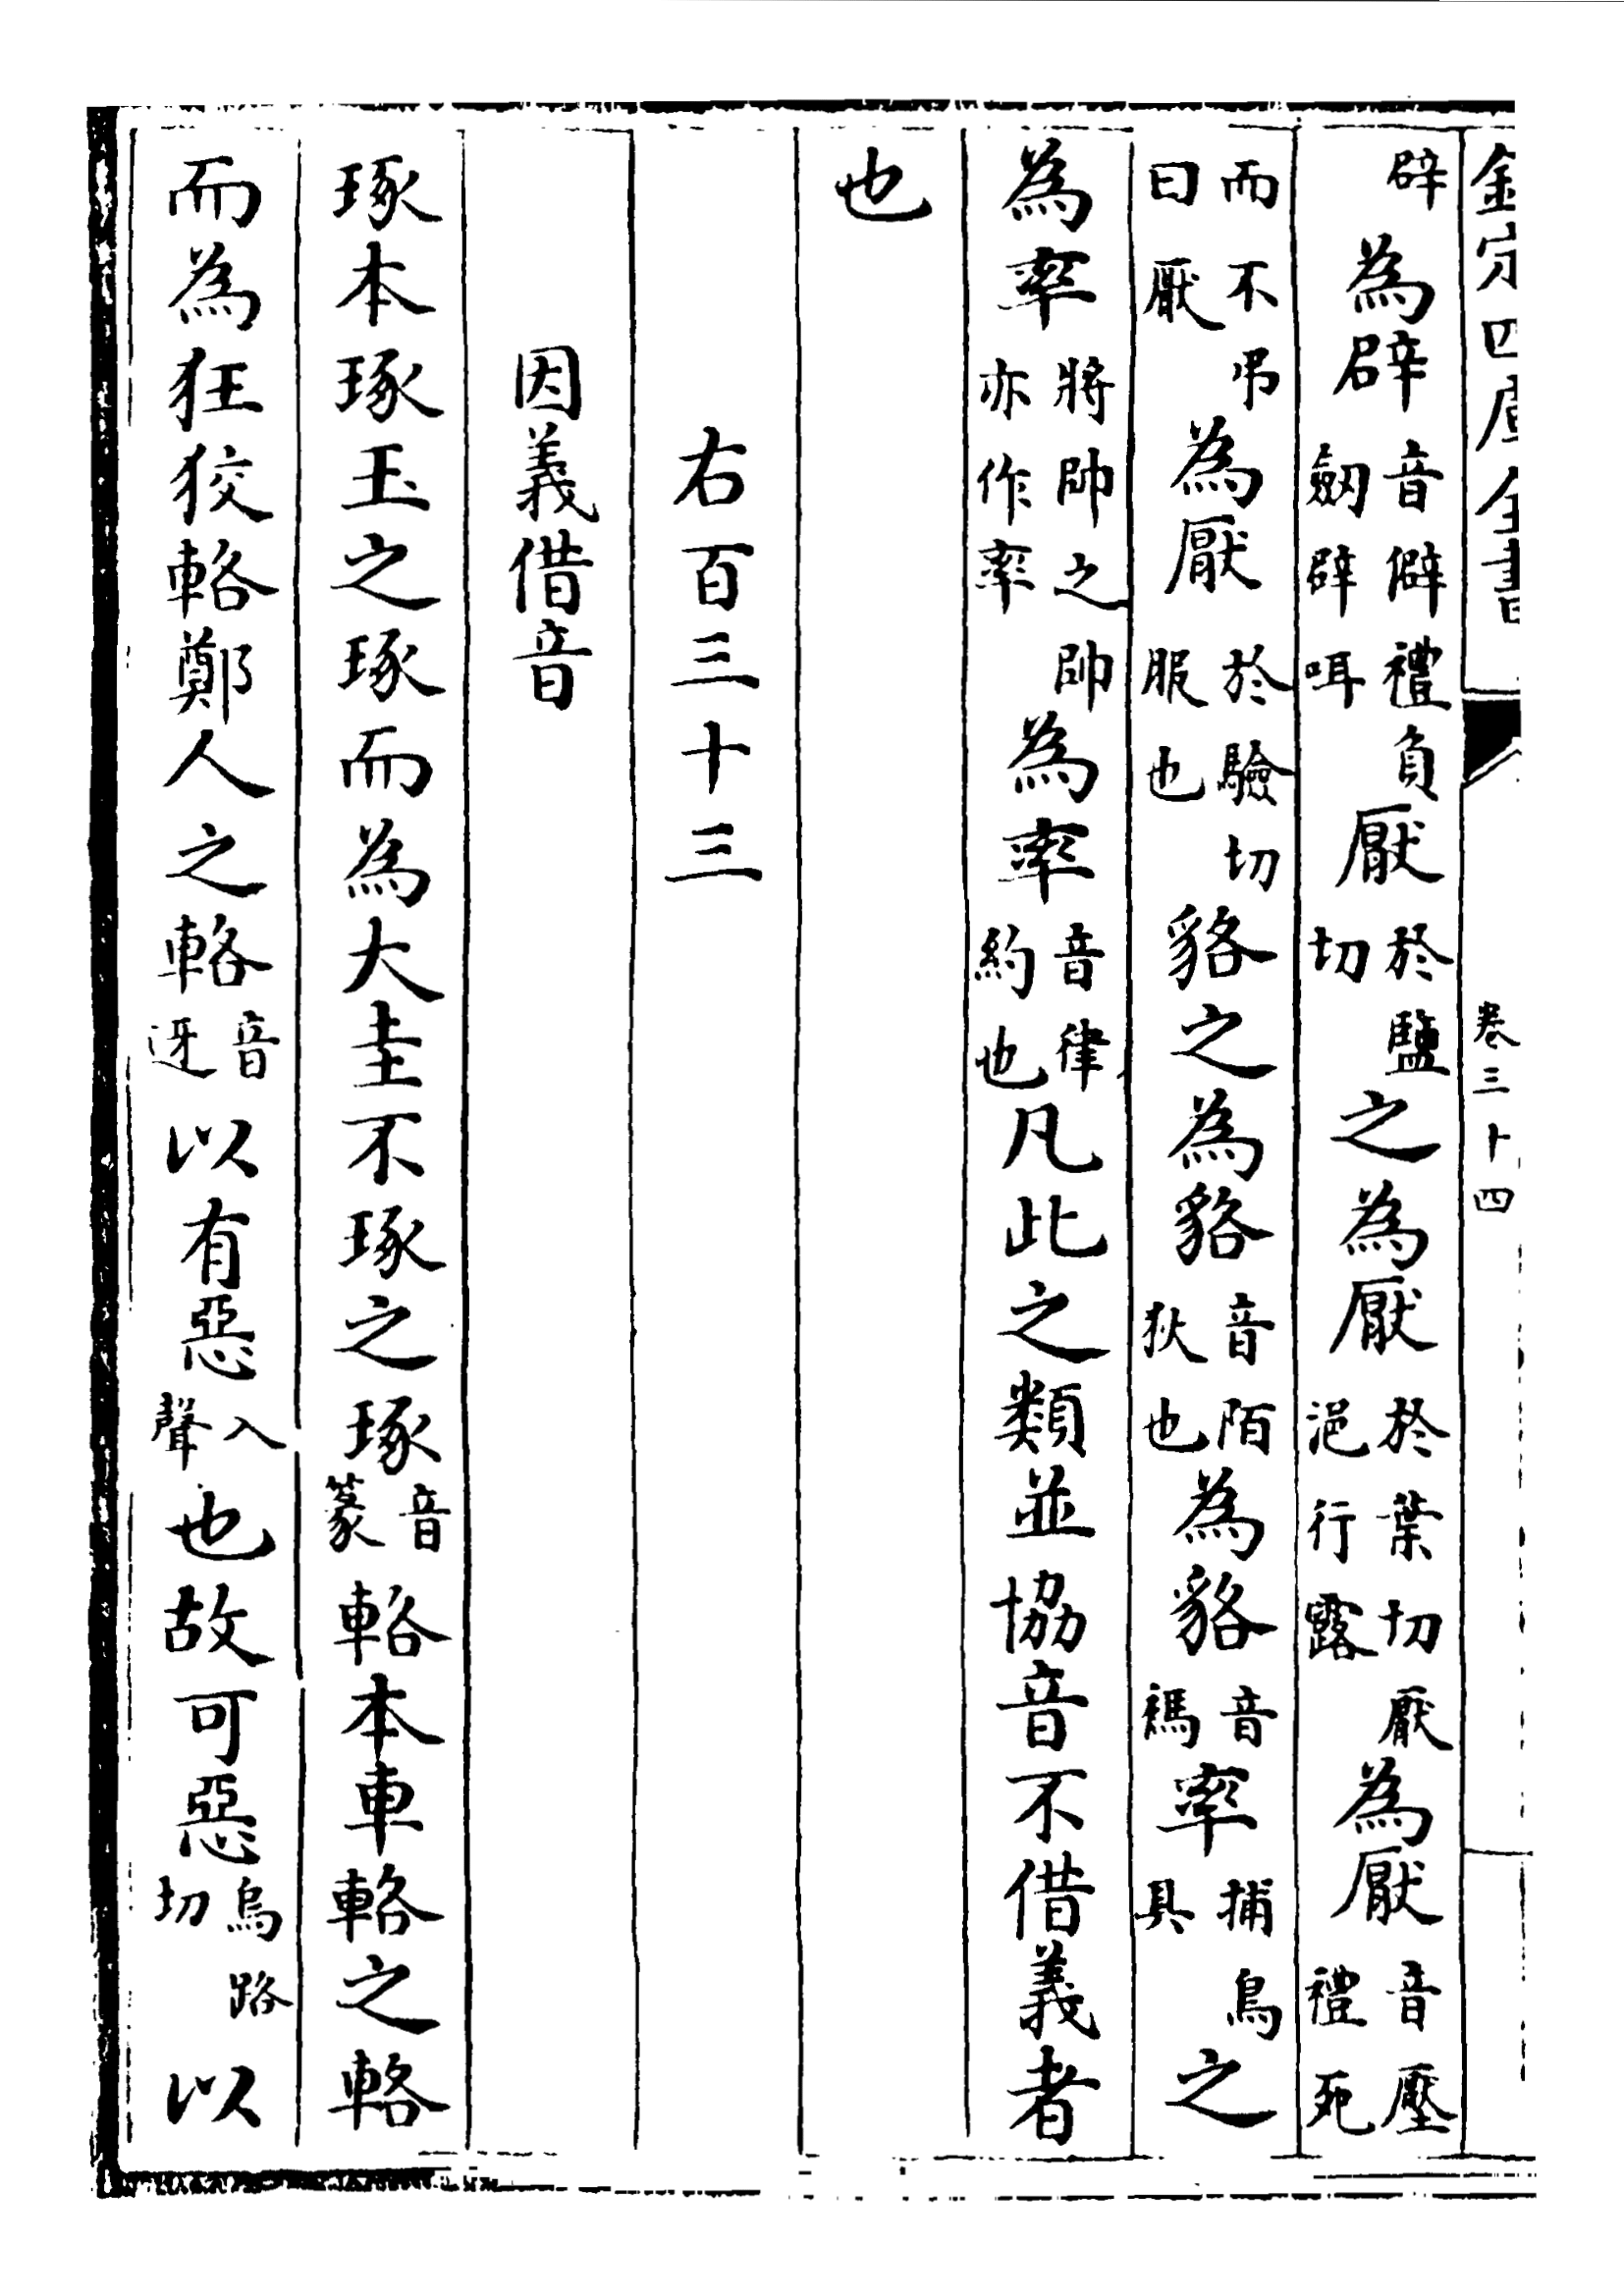 欽定四庫全書 卷三十四
辟為辟音僻禮負劔辟咡厭於鹽切之為厭於葉切厭浥行露為厭音壓禮死
而不弔曰厭為厭於驗切服也貉之為貉音陌狄也為貉音禡率捕鳥具之
為率將帥之帥亦作率為率音律約也凡此之類並協音不借義者
也
右百三十三
因義借音
琢本琢玉之琢而為大圭不琢之琢音篆輅本車輅之輅
而為狂狡輅鄭人之輅音迓以有惡入聲也故可惡烏路切以